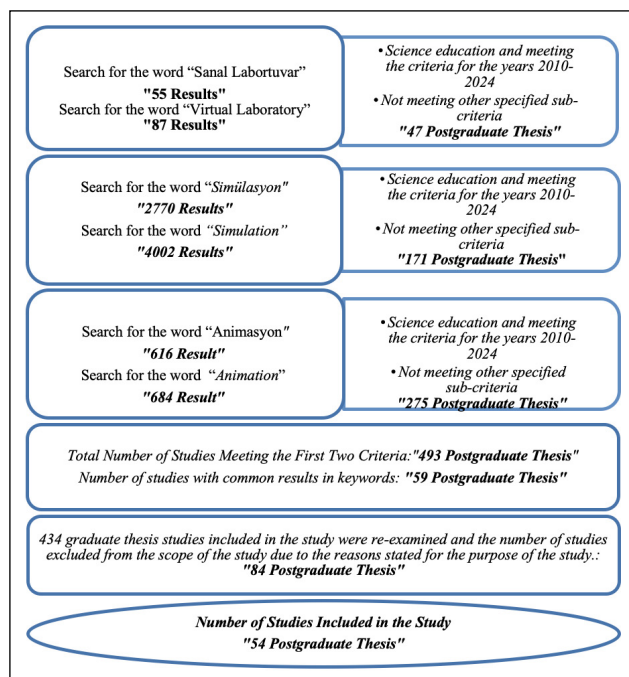 Search for the word “Sanal Labortuvar”
"55 Results"
Search for the word “Virtual Laboratory”
"87 Results"
• Science education and meeting
the criteria for the years 2010-
2024
• Not meeting other specified sub-
criteria
"47 Postgraduate Thesis"
Search for the word “Simülasyon"
"2770 Results"
Search for the word “Simulation”
"4002 Results"
• Science education and meeting
the criteria for the years 2010-
2024
• Not meeting other specified sub-
criteria
"171 Postgraduate Thesis"
Search for the word “Animasyon"
"616 Result"
Search for the word “Animation”
"684 Result"
• Science education and meeting
the criteria for the years 2010-
2024
• Not meeting other specified
sub-criteria
"275 Postgraduate Thesis"
Total Number of Studies Meeting the First Two Criteria:"493 Postgraduate Thesis"
Number of studies with common results in keywords: "59 Postgraduate Thesis"
434 graduate thesis studies included in the study were re-examined and the number of studies
excluded from the scope of the study due to the reasons stated for the purpose of the study.:
"84 Postgraduate Thesis"
Number of Studies Included in the Study
"54 Postgraduate Thesis"